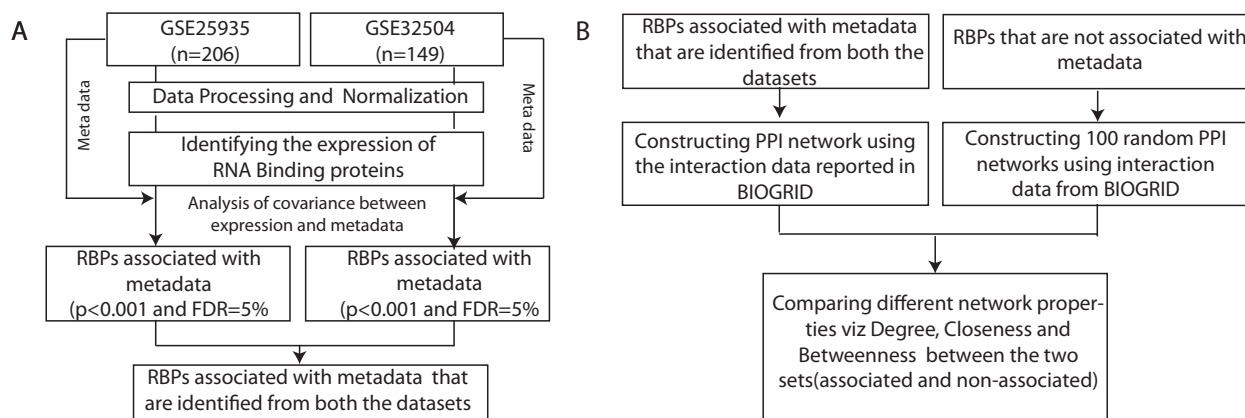 A
GSE25935
(n=206)
GSE32504
(n=149)
Meta data
Meta data
Data Processing and Normalization
Identifying the expression of
RNA Binding proteins
Analysis of covariance between
expression and metadata
RBPs associated with
metadata
(p<0.001 and FDR=5%
RBPs associated with
metadata
(p<0.001 and FDR=5%
RBPs associated with metadata that
are identified from both the datasets
B
RBPs associated with metadata
that are identified from both the
datasets
RBPs that are not associated with
metadata
Constructing PPI network using
the interaction data reported in
BIOGRID
Constructing 100 random PPI
networks using interaction
data from BIOGRID
Comparing different network proper-
ties viz Degree, Closeness and
Betweenness between the two
sets(associated and non-associated)